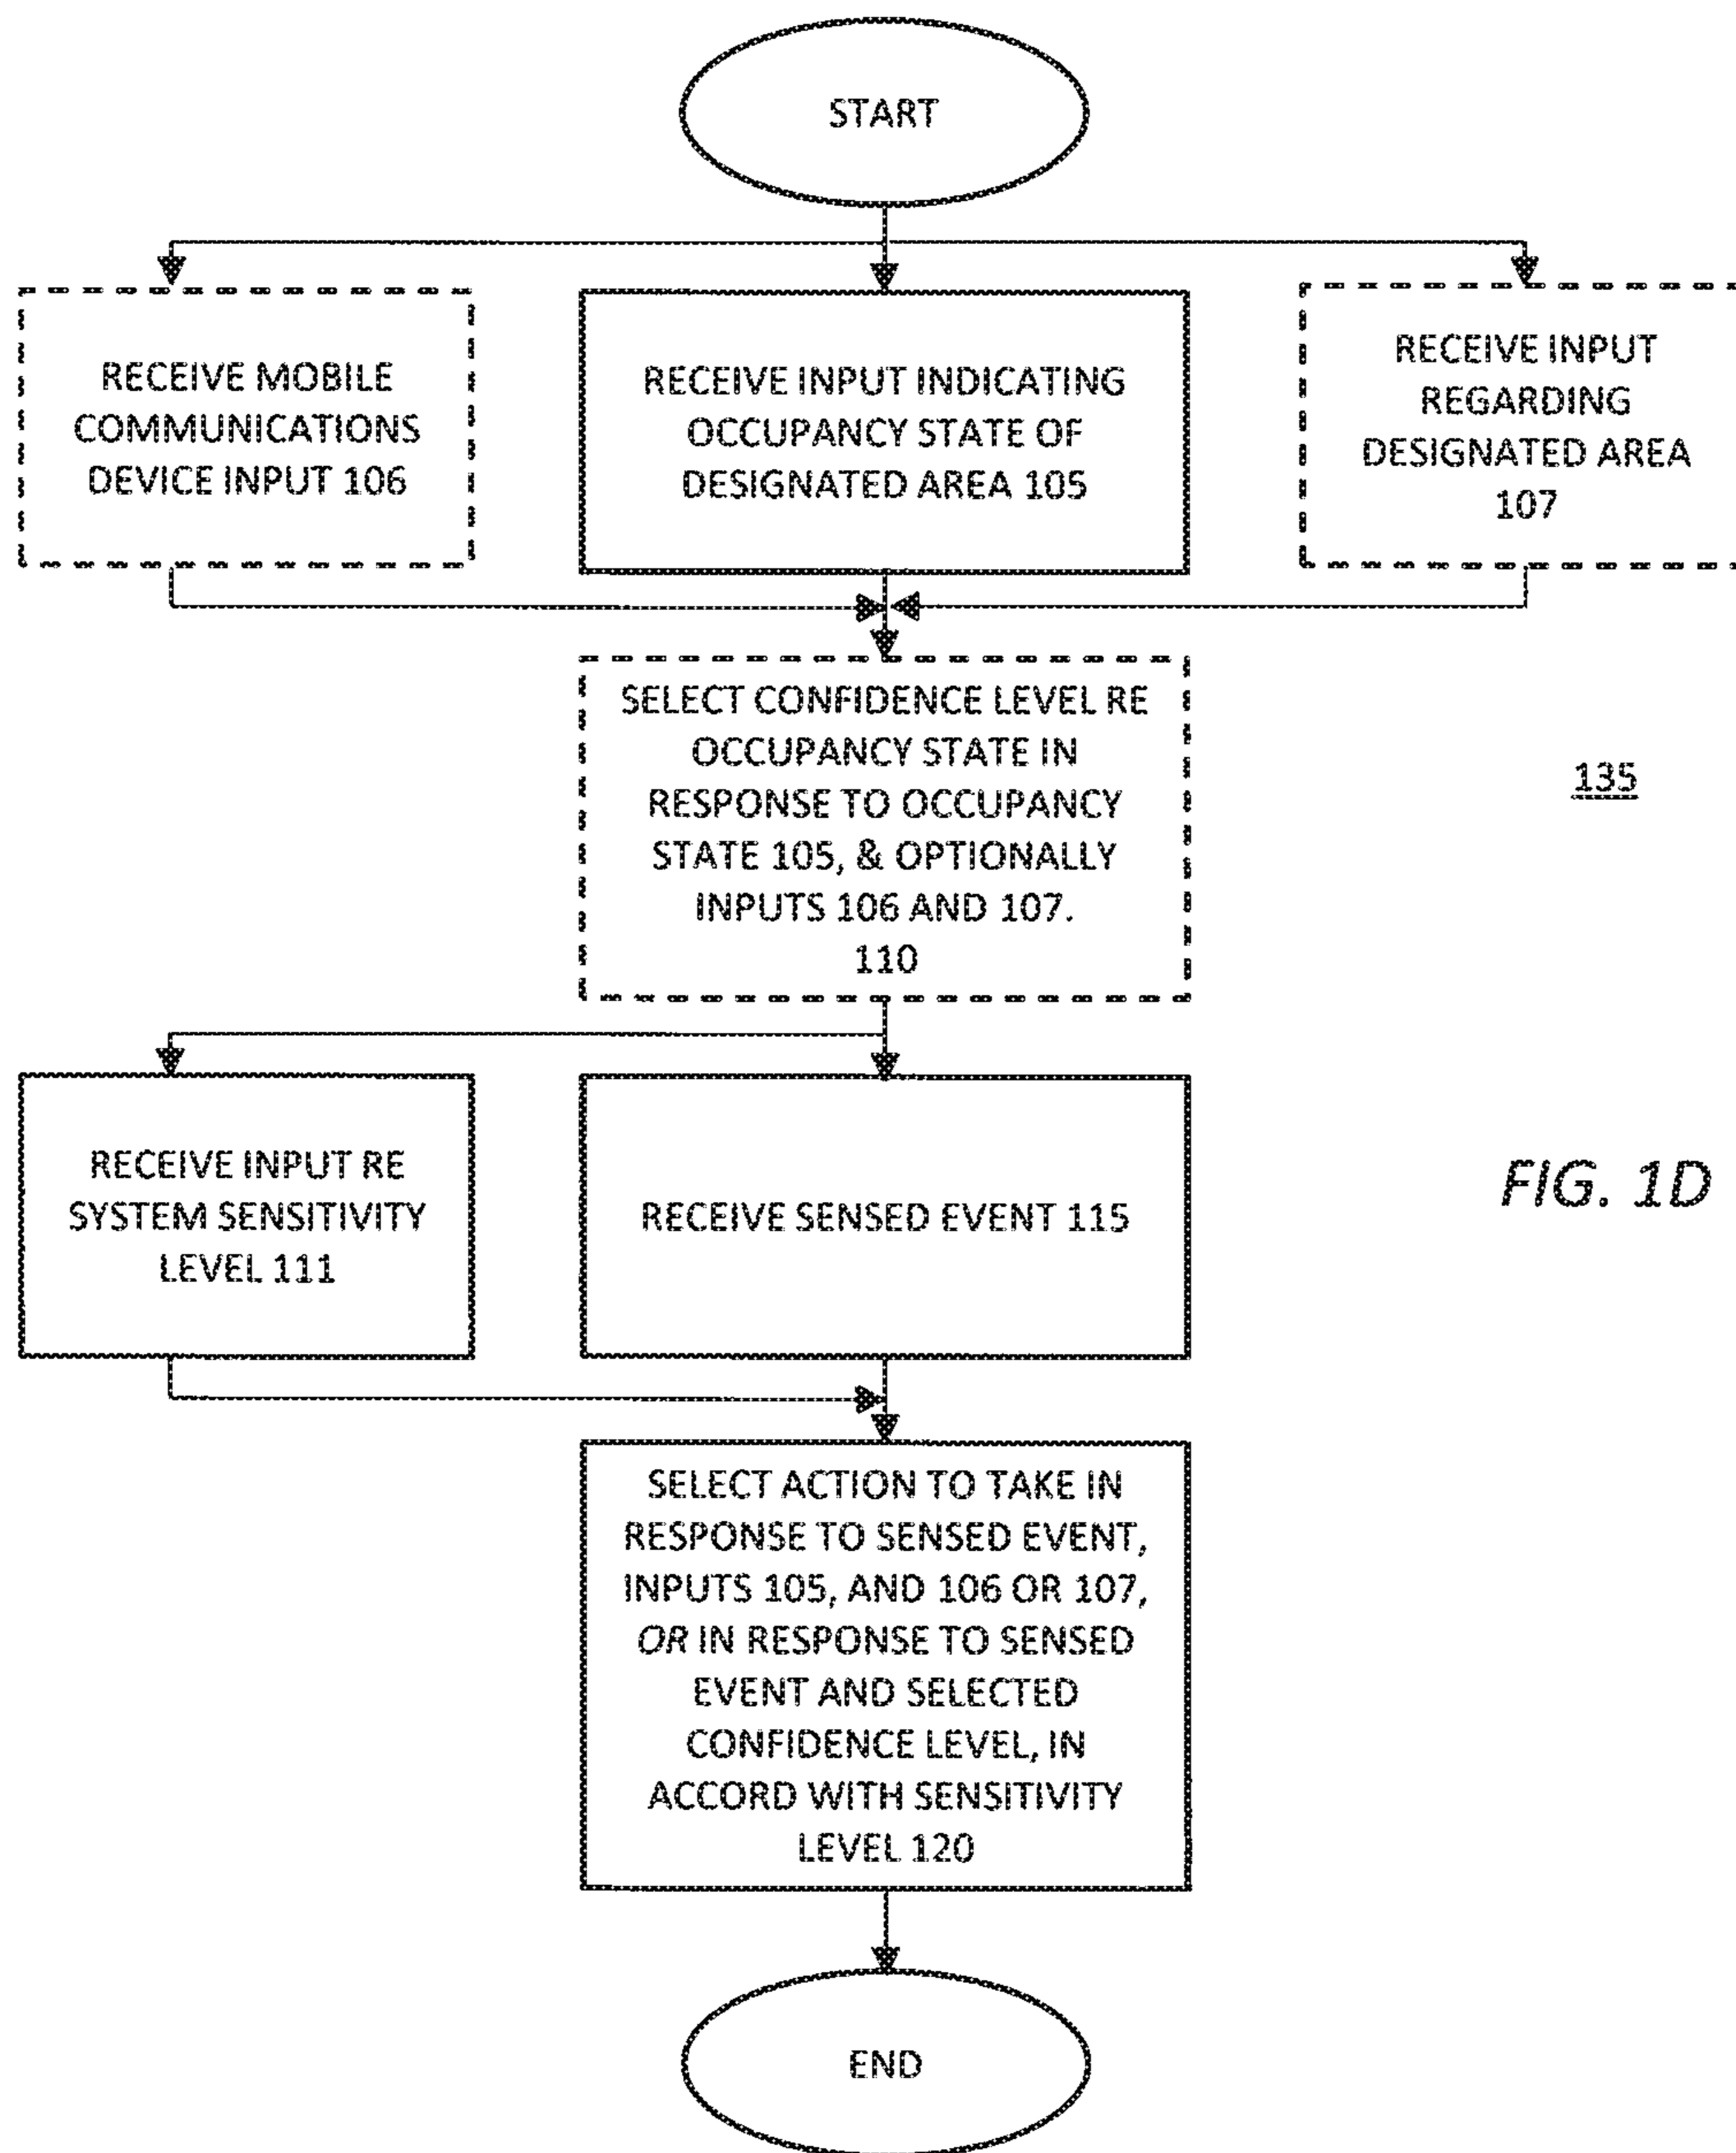 START
RECEIVE MOBILE
COMMUNICATIONS
DEVICE INPUT 106
RECEIVE INPUT INDICATING
OCCUPANCY STATE OF
DESIGNATED AREA 105
RECEIVE INPUT
REGARDING
DESIGNATED AREA
107
SELECT CONFIDENCE LEVEL RE
OCCUPANCY STATE IN
RESPONSE TO OCCUPANCY
STATE 105, & OPTIONALLY
INPUTS 106 AND 107.
110
135
RECEIVE INPUT RE
SYSTEM SENSITIVITY
LEVEL 111
RECEIVE SENSED EVENT 115
FIG. 1D
SELECT ACTION TO TAKE IN
RESPONSE TO SENSED EVENT,
INPUTS 105, AND 106 OR 107,
OR IN RESPONSE TO SENSED
EVENT AND SELECTED
CONFIDENCE LEVEL, IN
ACCORD WITH SENSITIVITY
LEVEL 120
END